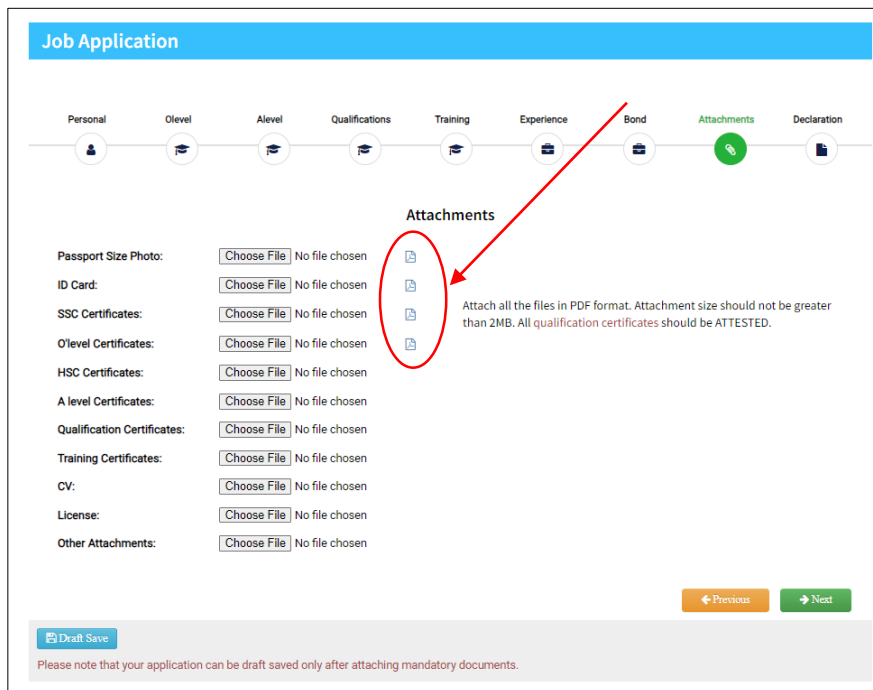 Job Application
Personal Olevel Alevel Qualifications Training Experience Bond Attachments Declaration
Attachments
Passport Size Photo: Choose File No file chosen
ID Card: Choose File No file chosen
SSC Certificates: Choose File No file chosen
O'level Certificates: Choose File No file chosen
HSC Certificates: Choose File No file chosen
A level Certificates: Choose File No file chosen
Qualification Certificates: Choose File No file chosen
Training Certificates: Choose File No file chosen
CV: Choose File No file chosen
License: Choose File No file chosen
Other Attachments: Choose File No file chosen
Attach all the files in PDF format. Attachment size should not be greater
than 2MB. All qualification certificates should be ATTESTED.
Previous Next
Draft Save
Please note that your application can be draft saved only after attaching mandatory documents.